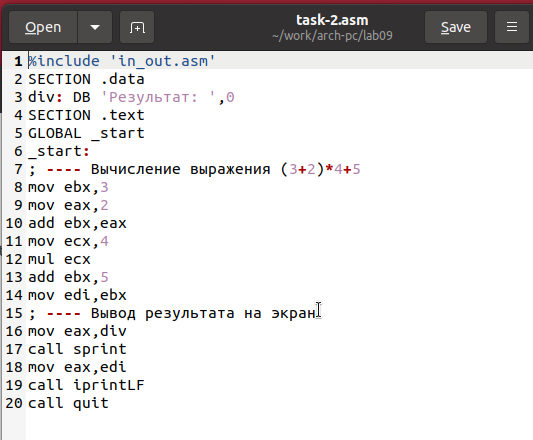 Open
task-2.asm
~/work/arch-pc/lab09
Save
1 %include 'in_out.asm'
2 SECTION .data
3 div: DB 'Результат: ',0
4 SECTION .text
5 GLOBAL _start
6 _start:
7 ; ---- Вычисление выражения (3+2)*4+5
8 mov ebx,3
9 mov eax,2
10 add ebx,eax
11 mov ecx,4
12 mul ecx
13 add ebx,5
14 mov edi,ebx
15 ; ---- Вывод результата на экран
16 mov eax,div
17 call sprint
18 mov eax,edi
19 call iprintLF
20 call quit